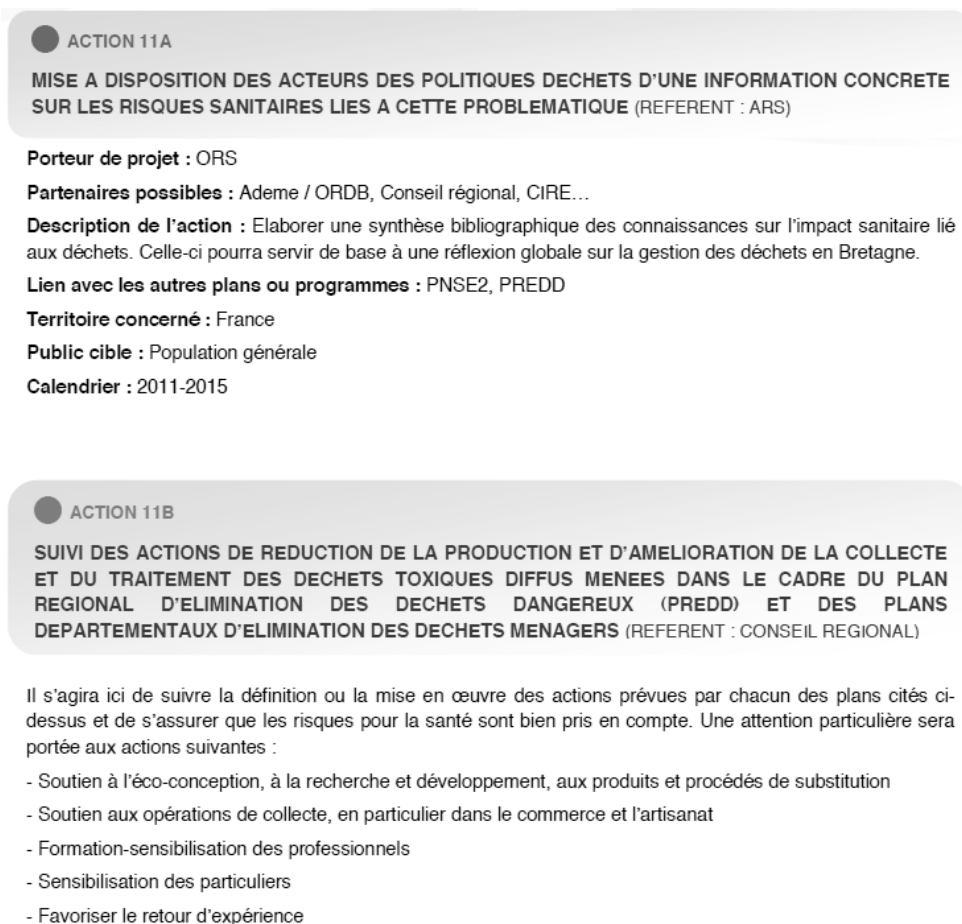 ACTION 11A
MISE A DISPOSITION DES ACTEURS DES POLITIQUES DECHETS D'UNE INFORMATION CONCRETE
SUR LES RISQUES SANITAIRES LIES A CETTE PROBLEMATIQUE (REFERENT : ARS)
Porteur de projet : ORS
Partenaires possibles : Ademe / ORDB, Conseil régional, CIRE…
Description de l'action : Elaborer une synthèse bibliographique des connaissances sur l'impact sanitaire lié
aux déchets. Celle-ci pourra servir de base à une réflexion globale sur la gestion des déchets en Bretagne.
Lien avec les autres plans ou programmes : PNSE2, PREDD
Territoire concerné : France
Public cible : Population générale
Calendrier : 2011-2015
ACTION 11B
SUIVI DES ACTIONS DE REDUCTION DE LA PRODUCTION ET D'AMELIORATION DE LA COLLECTE
ET DU TRAITEMENT DES DECHETS TOXIQUES DIFFUS MENEES DANS LE CADRE DU PLAN
REGIONAL D'ELIMINATION DES DECHETS DANGEREUX (PREDD) ET DES PLANS
DEPARTEMENTAUX D'ELIMINATION DES DECHETS MENAGERS (REFERENT : CONSEIL REGIONAL)
Il s'agira ici de suivre la définition ou la mise en œuvre des actions prévues par chacun des plans cités ci-
dessus et de s'assurer que les risques pour la santé sont bien pris en compte. Une attention particulière sera
portée aux actions suivantes :
- Soutien à l'éco-conception, à la recherche et développement, aux produits et procédés de substitution
- Soutien aux opérations de collecte, en particulier dans le commerce et l'artisanat
- Formation-sensibilisation des professionnels
- Sensibilisation des particuliers
- Favoriser le retour d'expérience